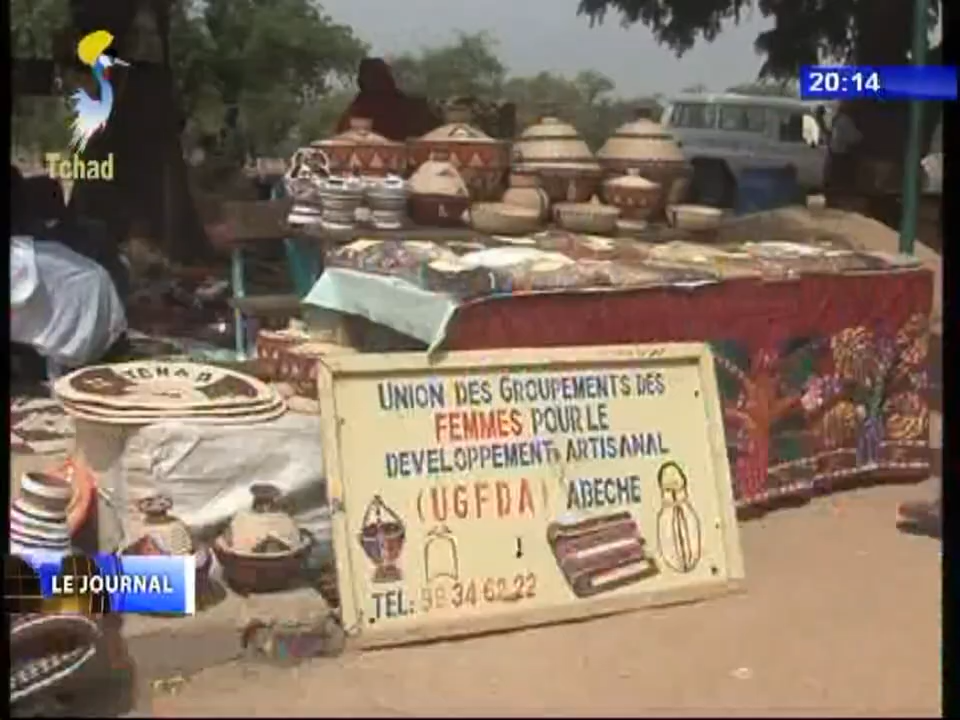 20:14
Tchad
TCHAD
UNION DES GROUPEMENTS DES
FEMMES POUR LE
DEVELOPPEMENT ARTISANAL
(UGFDA) ABECHE
TEL: 99 34 62 22
LE JOURNAL